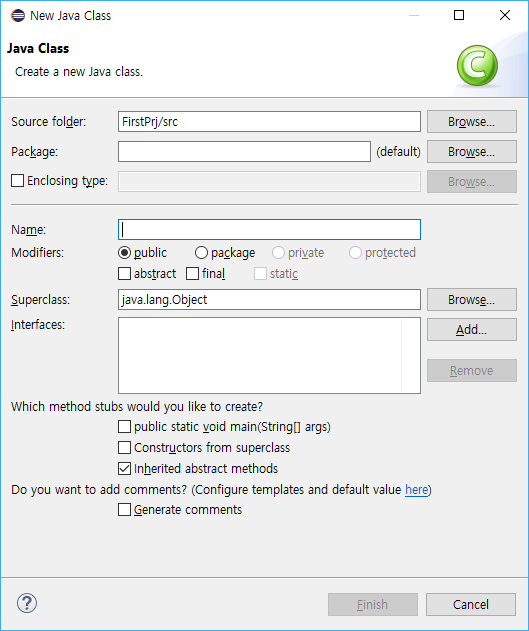 New Java Class
Java Class
Create a new Java class.
Source folder: FirstPrj/src Browse...
Package: (default) Browse...
Enclosing type: Browse...
Name:
Modifiers: public package private protected
abstract final static
Superclass: java.lang.Object Browse...
Interfaces: Add...
Remove
Which method stubs would you like to create?
public static void main(String[] args)
Constructors from superclass
Inherited abstract methods
Do you want to add comments? (Configure templates and default value here)
Generate comments
? Finish Cancel